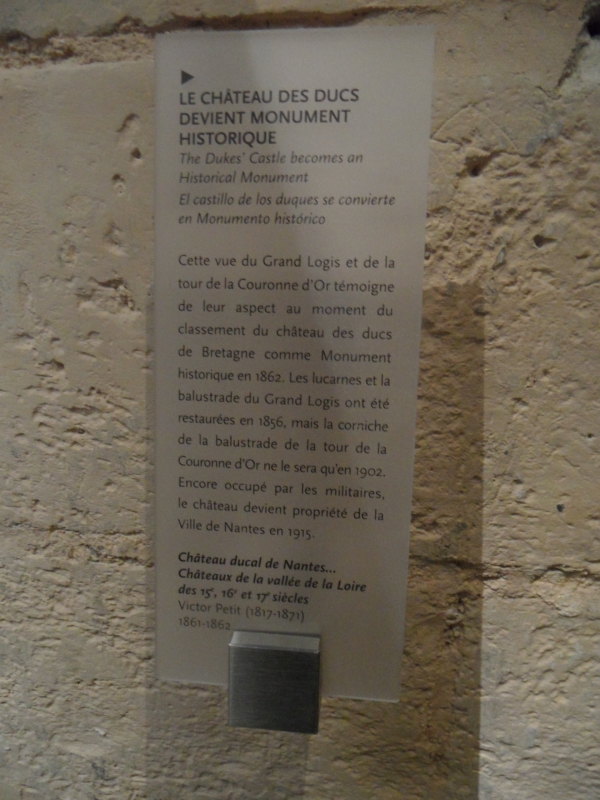 LE CHÂTEAU DES DUCS
DEVIENT MONUMENT
HISTORIQUE
The Dukes' Castle becomes an
Historical Monument
El castillo de los duques se convierte
en Monumento histórico
Cette vue du Grand Logis et de la
tour de la Couronne d'Or témoigne
de leur aspect au moment du
classement du château des ducs
de Bretagne comme Monument
historique en 1862. Les lucarnes et la
balustrade du Grand Logis ont été
restaurées en 1856, mais la corniche
de la balustrade de la tour de la
Couronne d'Or ne le sera qu'en 1902.
Encore occupé par les militaires,
le château devient propriété de la
Ville de Nantes en 1915.
Château ducal de Nantes...
Châteaux de la vallée de la Loire
des 15e, 16e et 17e siècles
Victor Petit (1817-1871)
1861-1862